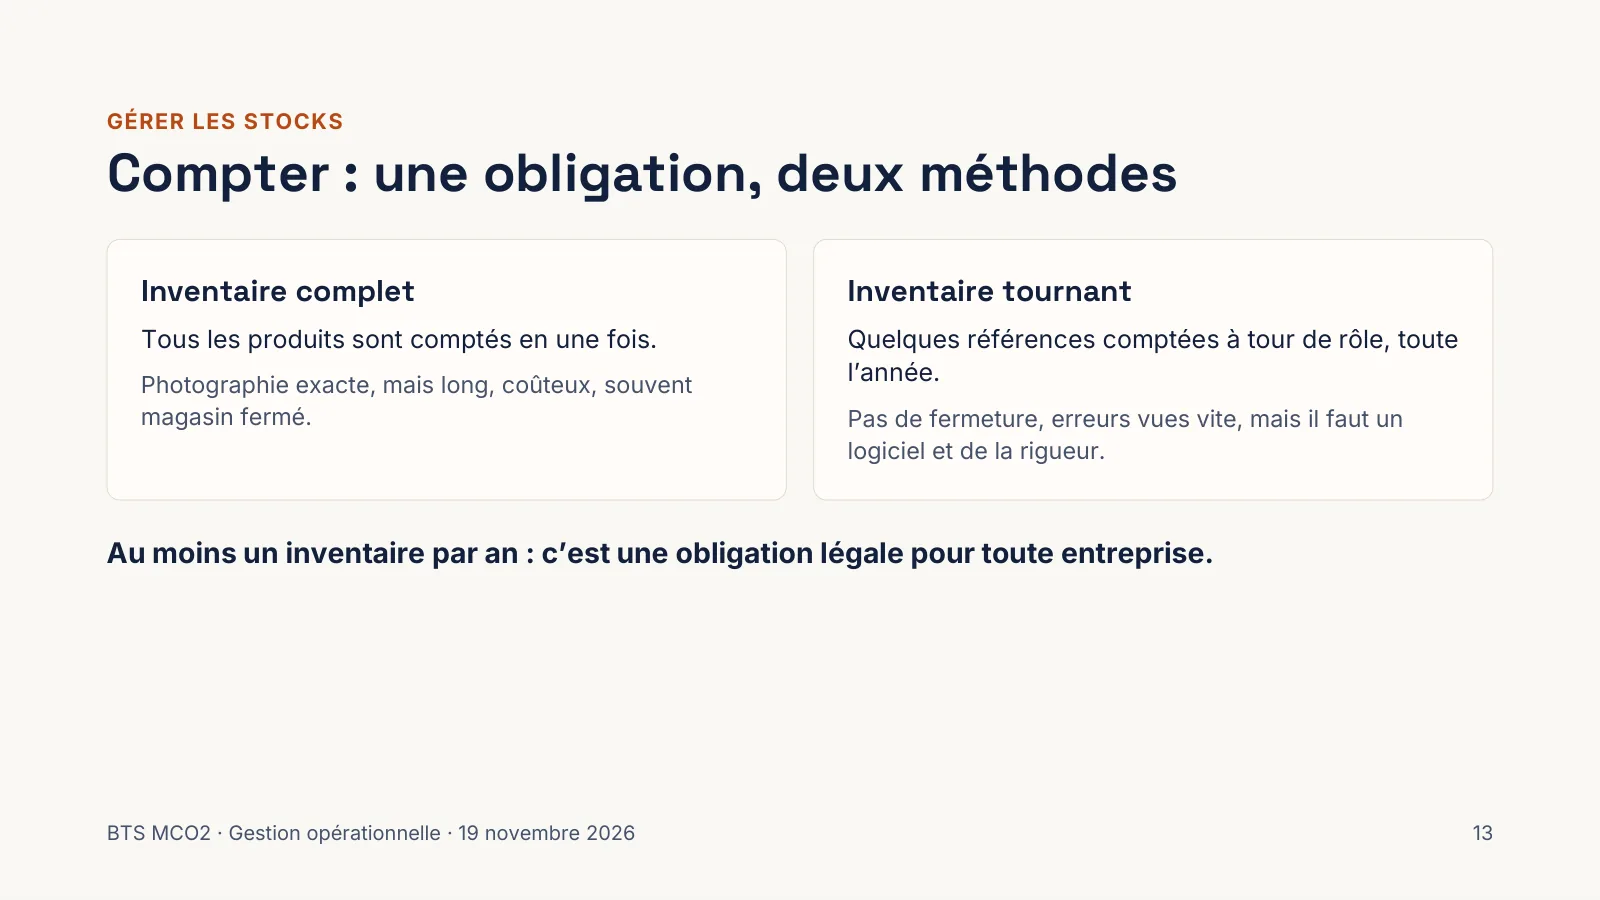 GÉRER LES STOCKS
Compter : une obligation, deux méthodes
Inventaire complet
Tous les produits sont comptés en une fois.
Photographie exacte, mais long, coûteux, souvent
magasin fermé.
Inventaire tournant
Quelques références comptées à tour de rôle, toute
l’année.
Pas de fermeture, erreurs vues vite, mais il faut un
logiciel et de la rigueur.
Au moins un inventaire par an : c’est une obligation légale pour toute entreprise.
BTS MCO2 · Gestion opérationnelle · 19 novembre 2026
13